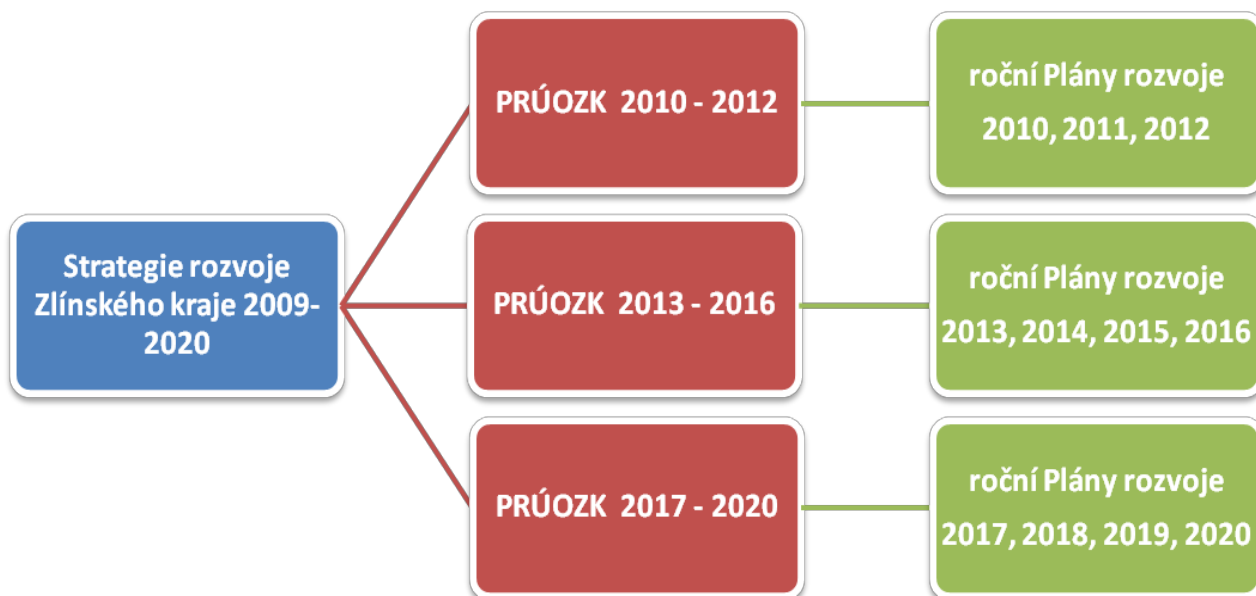 Strategie rozvoje
Zlínského kraje 2009-
2020
PRÚOZK 2010 - 2012
roční Plány rozvoje
2010, 2011, 2012
PRÚOZK 2013 - 2016
roční Plány rozvoje
2013, 2014, 2015, 2016
PRÚOZK 2017 - 2020
roční Plány rozvoje
2017, 2018, 2019, 2020